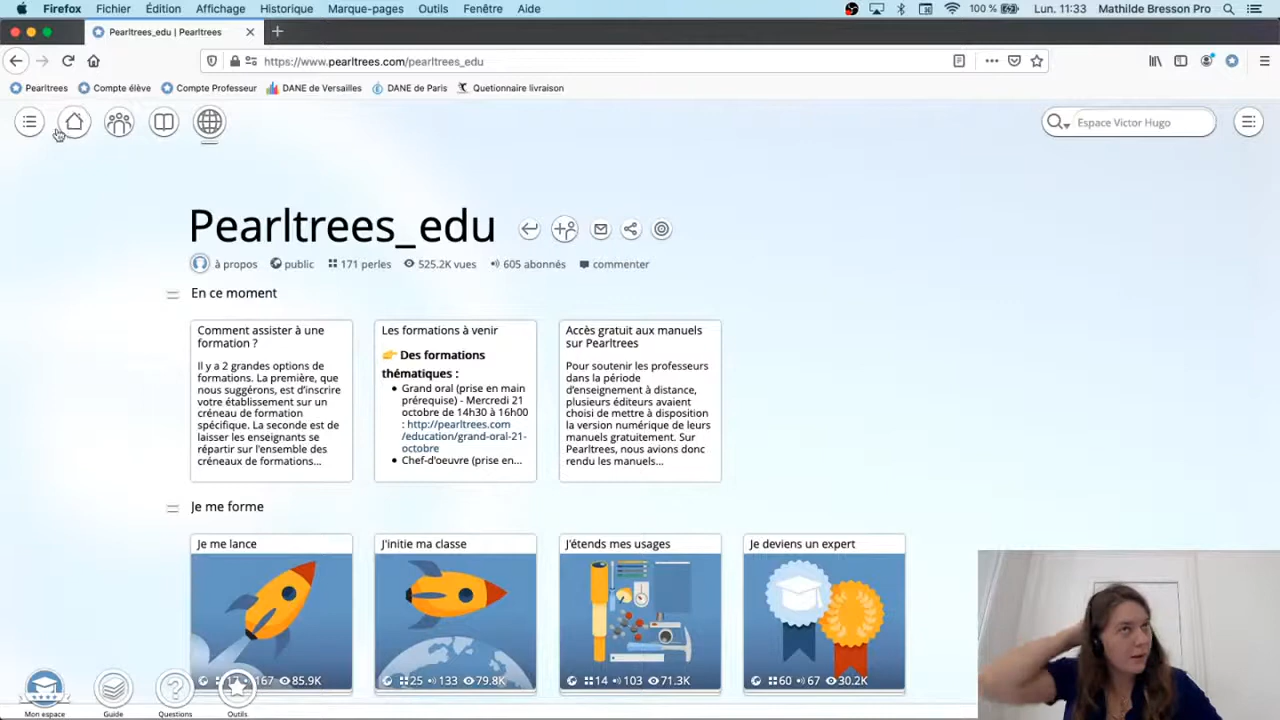 Firefox Fichier Édition Affichage Historique Marque-pages Outils Fenêtre Aide 100 % Lun. 11:33 Mathilde Bresson Pro
Pearltrees_edu | Pearltrees
https://www.pearltrees.com/pearltrees_edu
Pearltrees Compte élève Compte Professeur DANE de Versailles DANE de Paris Quetionnaire livraison
Espace Victor Hugo
Pearltrees_edu
à propos public 171 perles 525.2K vues 605 abonnés commenter
En ce moment
Comment assister à une
formation ?
Il y a 2 grandes options de
formations. La première, que
nous suggérons, est d'inscrire
votre établissement sur un
créneau de formation
spécifique. La seconde est de
laisser les enseignants se
répartir sur l'ensemble des
créneaux de formations...
Les formations à venir
👉 Des formations
thématiques :
• Grand oral (prise en main
prérequise) - Mercredi 21
octobre de 14h30 à 16h00
: http://pearltrees.com
/education/grand-oral-21-
octobre
• Chef-d'oeuvre (prise en...
Accès gratuit aux manuels
sur Pearltrees
Pour soutenir les professeurs
dans la période
d'enseignement à distance,
plusieurs éditeurs avaient
choisi de mettre à disposition
la version numérique de leurs
manuels gratuitement. Sur
Pearltrees, nous avions donc
rendu les manuels...
Je me forme
Je me lance
J'initie ma classe
J'étends mes usages
Je deviens un expert
167 85.9K
25 133 79.8K
14 103 71.3K
60 67 30.2K
Mon espace Guide Questions Outils